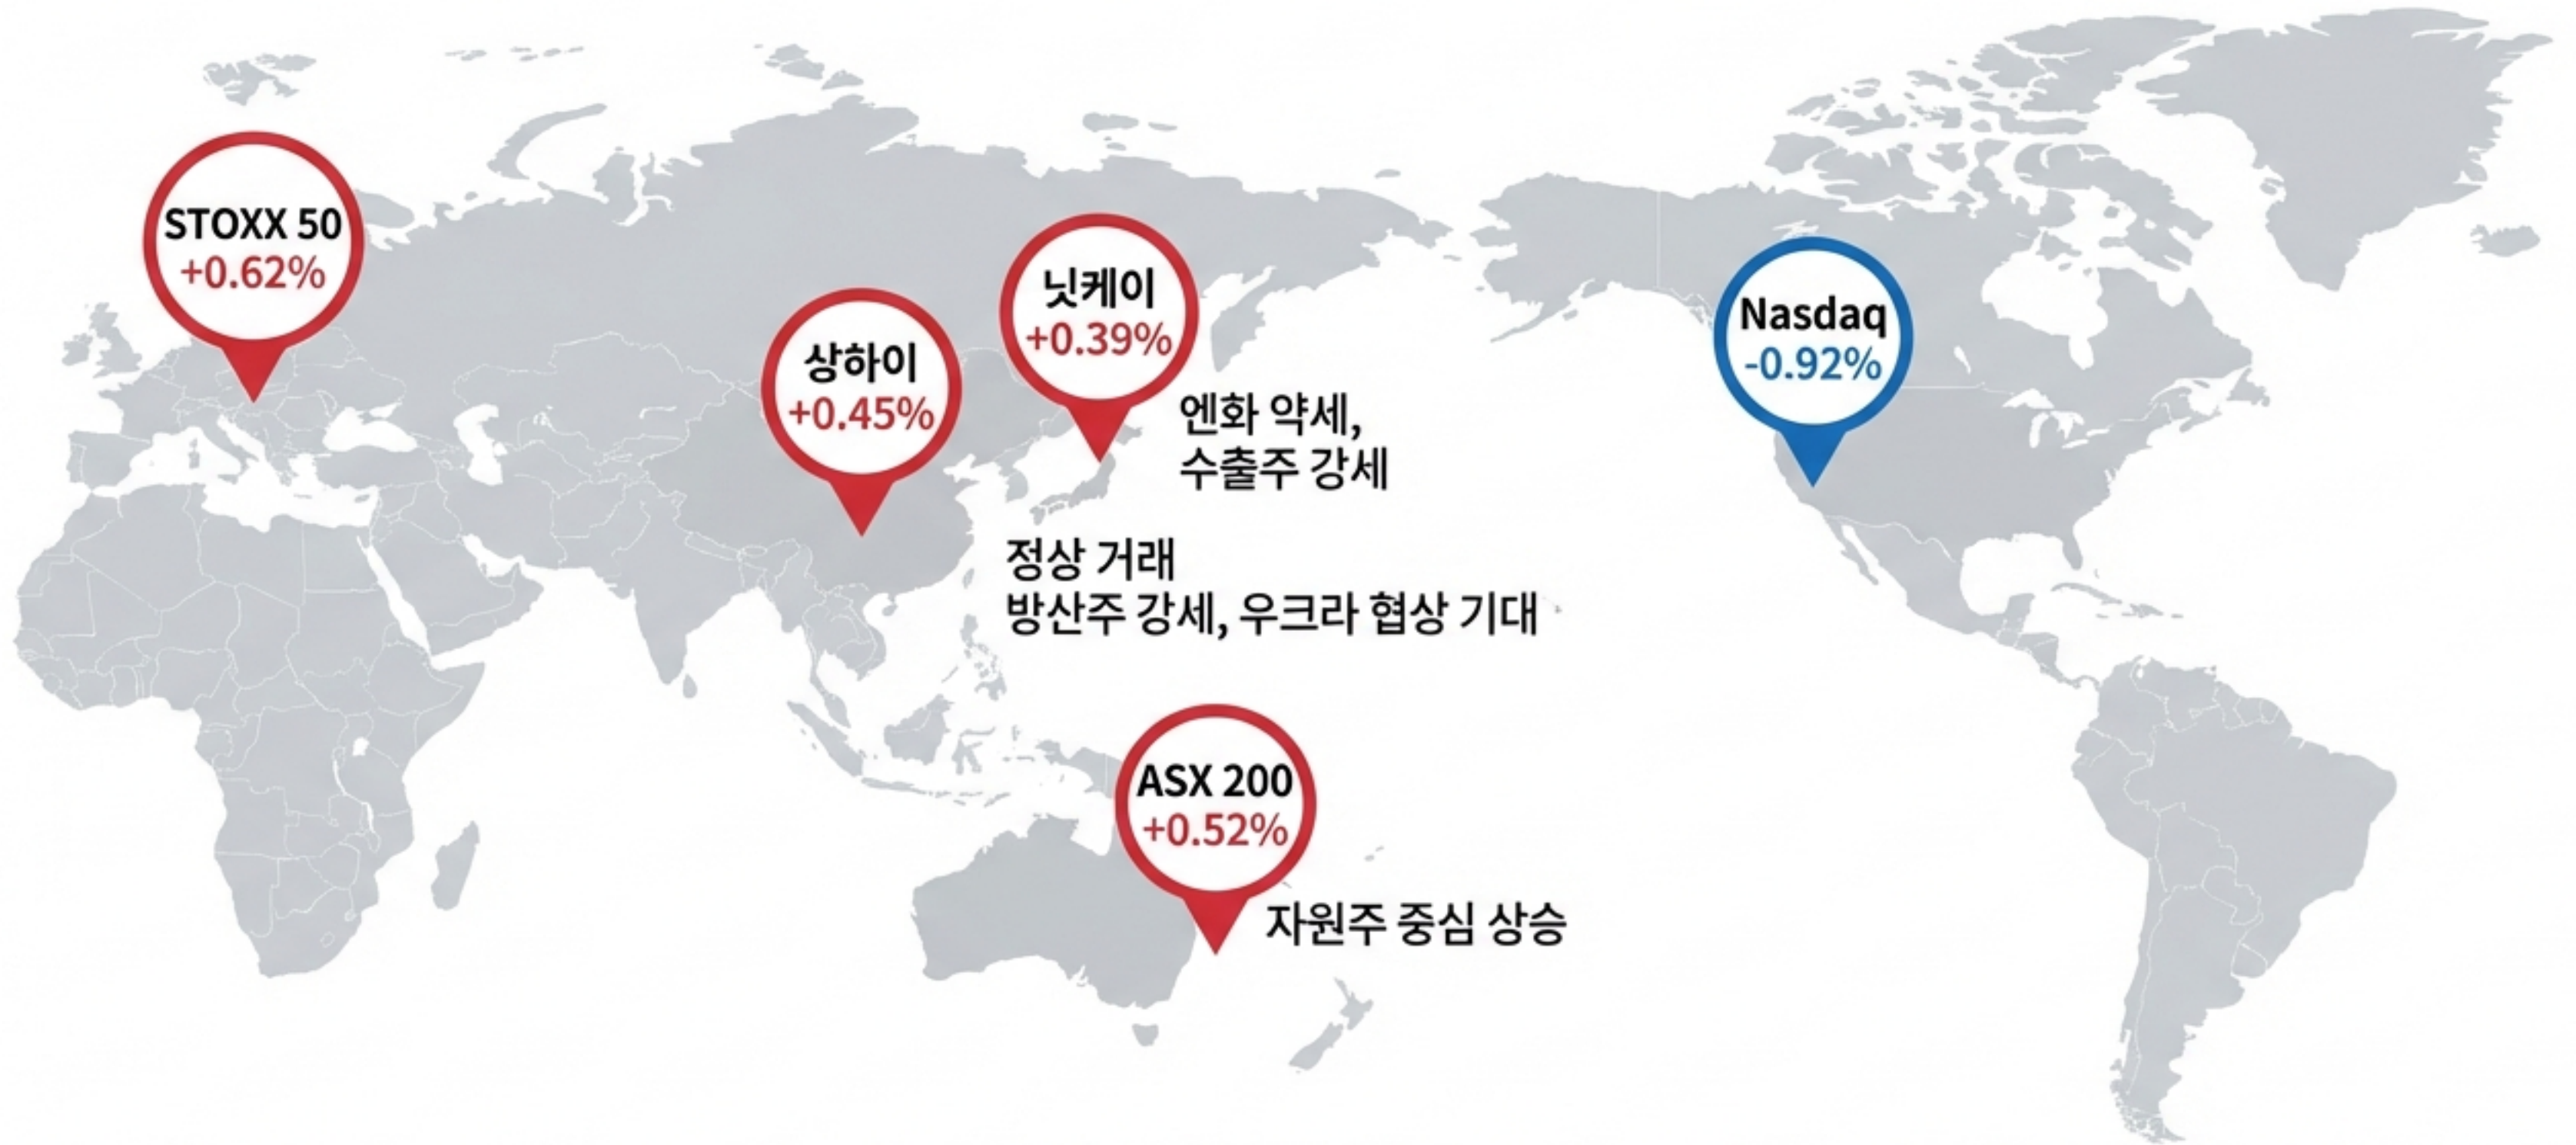 STOXX 50
+0.62%
상하이
+0.45%
닛케이
+0.39%
엔화 약세,
수출주 강세
정상 거래
방산주 강세, 우크라 협상 기대
ASX 200
+0.52%
자원주 중심 상승
Nasdaq
-0.92%